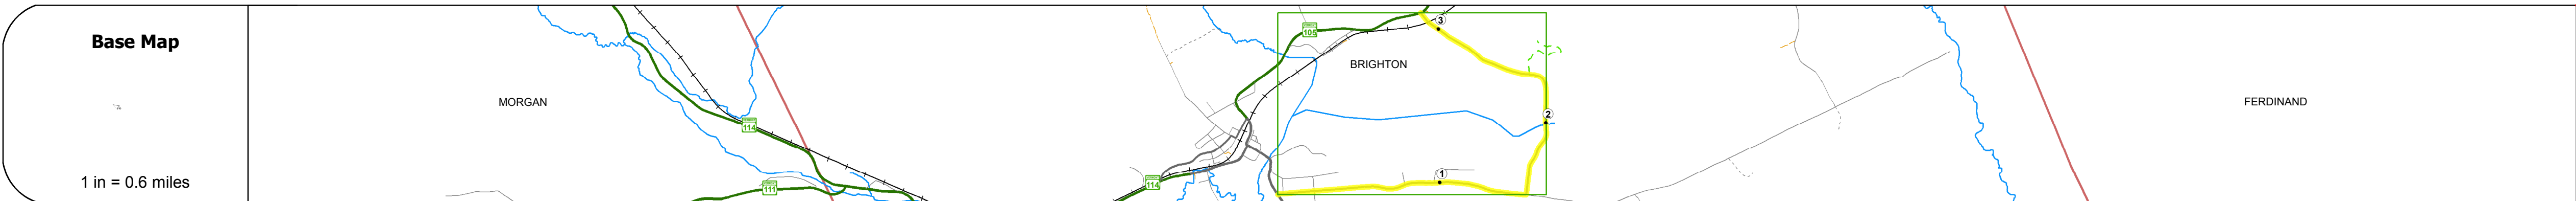 Base Map
1 in = 0.6 miles
MORGAN
114
111
114
105
BRIGHTON
3
2
1
FERDINAND